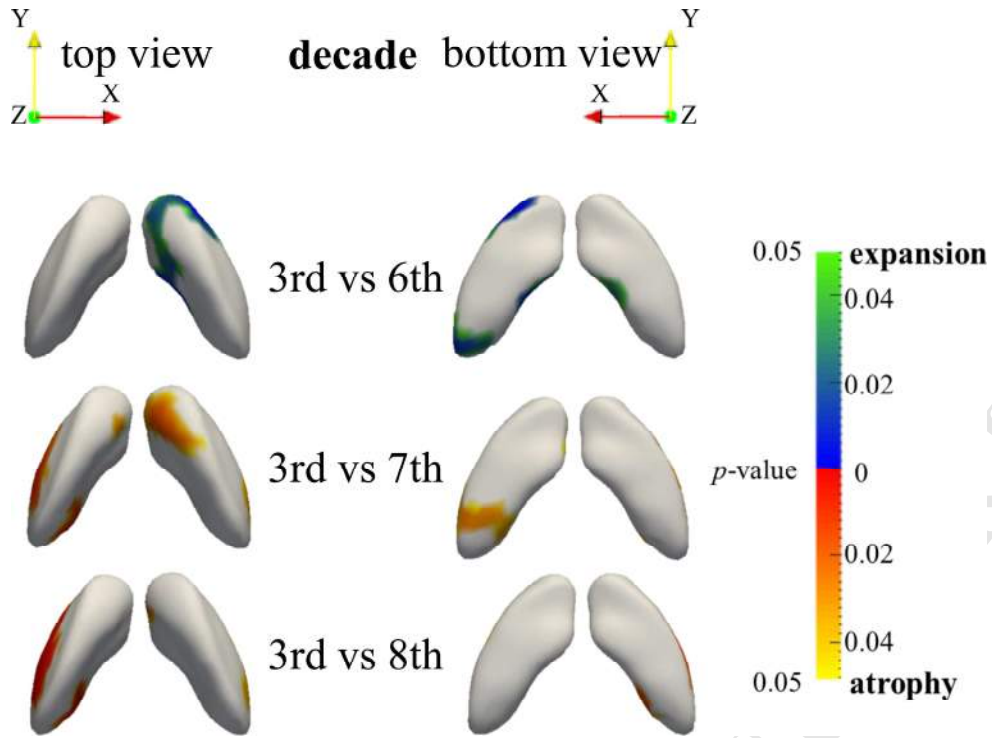 Y
Y
top view decade bottom view
X
X
Z
Z
0.05 expansion
3rd vs 6th
0.04
0.02
3rd vs 7th
p-value 0
0.02
3rd vs 8th
0.04
0.05 atrophy